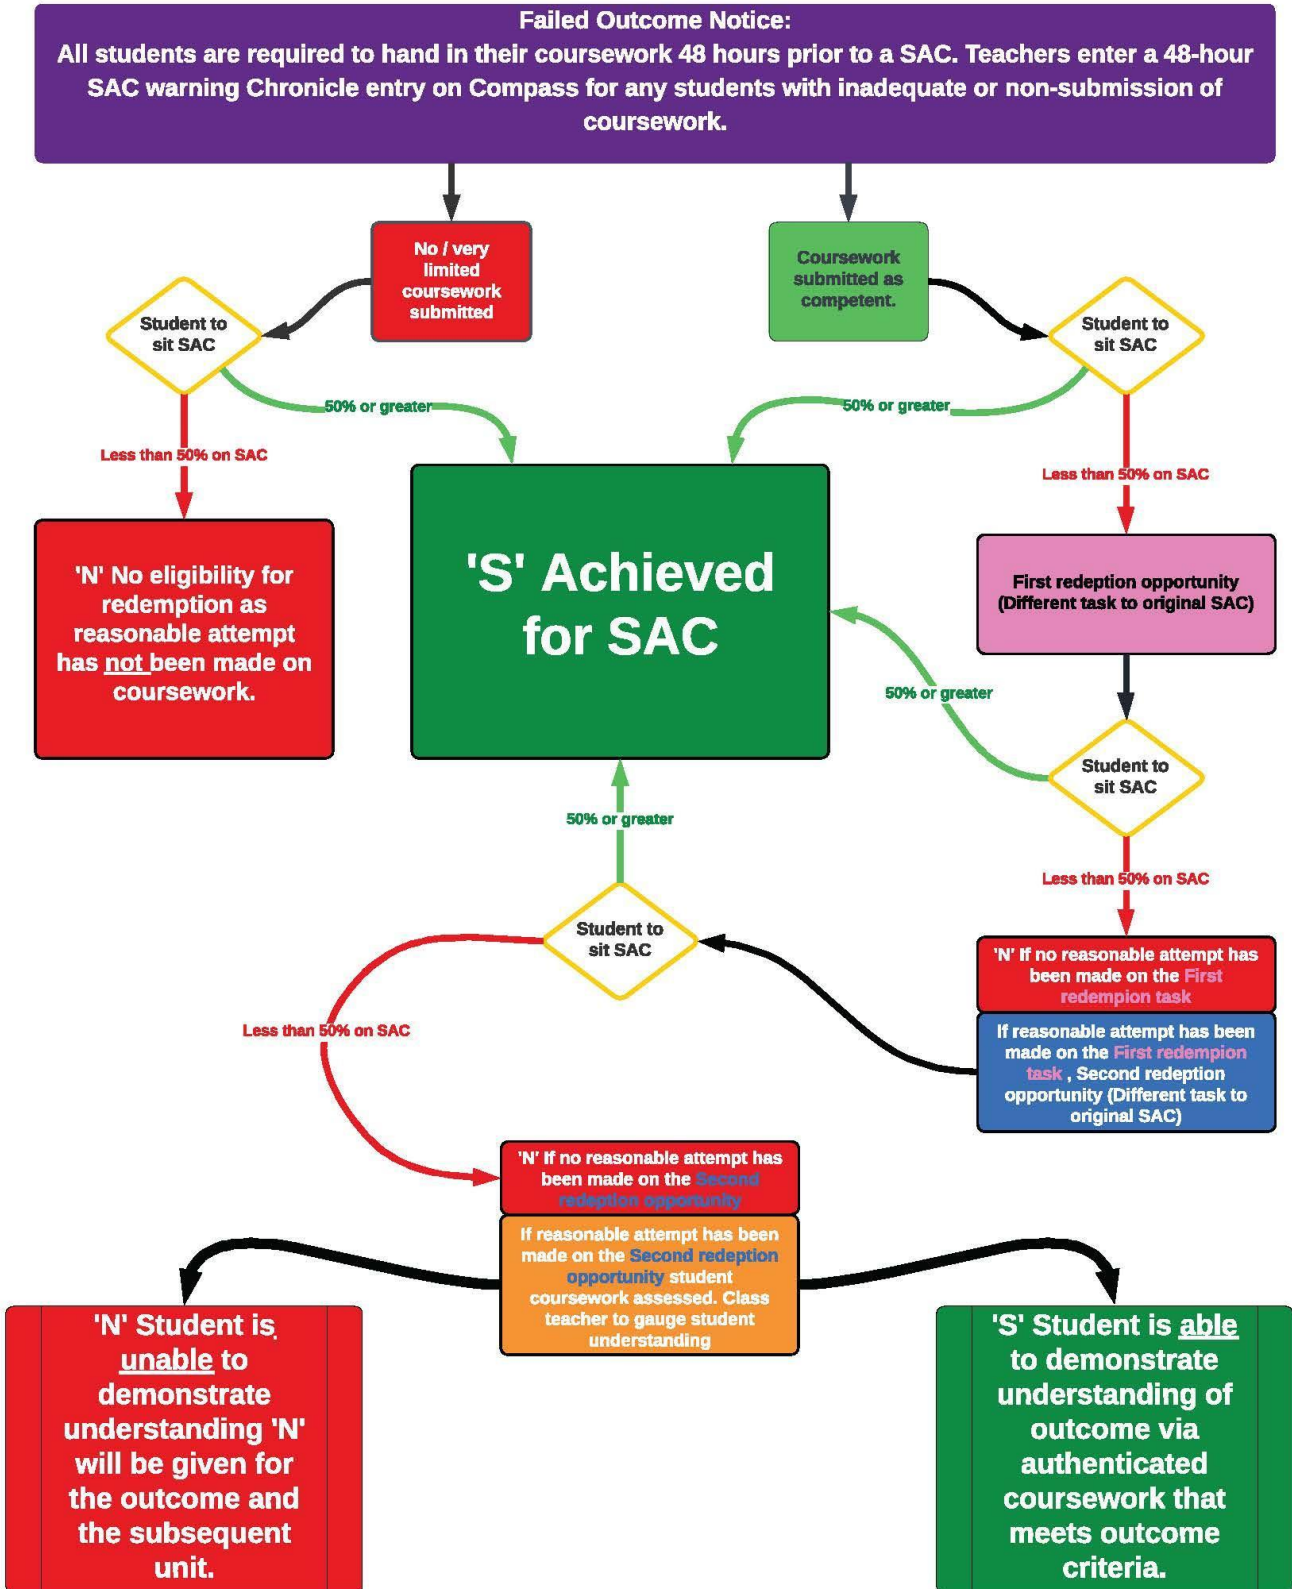 Failed Outcome Notice:
All students are required to hand in their coursework 48 hours prior to a SAC. Teachers enter a 48-hour
SAC warning Chronicle entry on Compass for any students with inadequate or non-submission of
coursework.
No / very
limited
coursework
submitted
Coursework
submitted as
competent.
Student to
sit SAC
Student to
sit SAC
50% or greater
50% or greater
Less than 50% on SAC
Less than 50% on SAC
'N' No eligibility for
redemption as
reasonable attempt
has not been made on
coursework.
'S' Achieved
for SAC
First redeption opportunity
(Different task to original SAC)
50% or greater
Student to
sit SAC
50% or greater
Less than 50% on SAC
Student to
sit SAC
'N' If no reasonable attempt has
been made on the First
redempion task
If reasonable attempt has been
made on the First redempion
task , Second redeption
opportunity (Different task to
original SAC)
Less than 50% on SAC
'N' If no reasonable attempt has
been made on the Second
redeption opportunity
If reasonable attempt has been
made on the Second redeption
opportunity student
coursework assessed. Class
teacher to gauge student
understanding
'N' Student is
unable to
demonstrate
understanding 'N'
will be given for
the outcome and
the subsequent
unit.
'S' Student is able
to demonstrate
understanding of
outcome via
authenticated
coursework that
meets outcome
criteria.